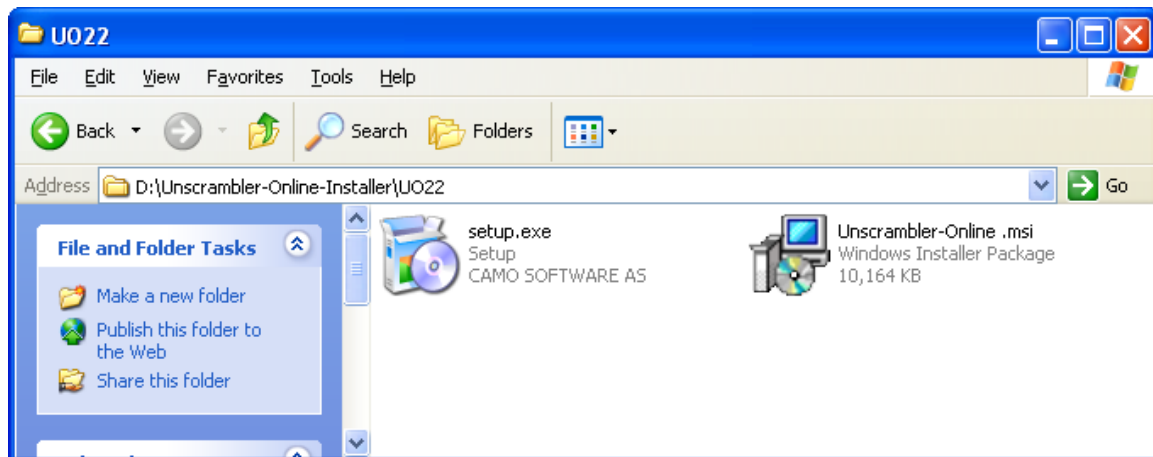 UO22
File Edit View Favorites Tools Help
Back Search Folders
Address D:\Unscrambler-Online-Installer\UO22 Go
File and Folder Tasks
Make a new folder
Publish this folder to
the Web
Share this folder
setup.exe
Setup
CAMO SOFTWARE AS
Unscrambler-Online .msi
Windows Installer Package
10,164 KB